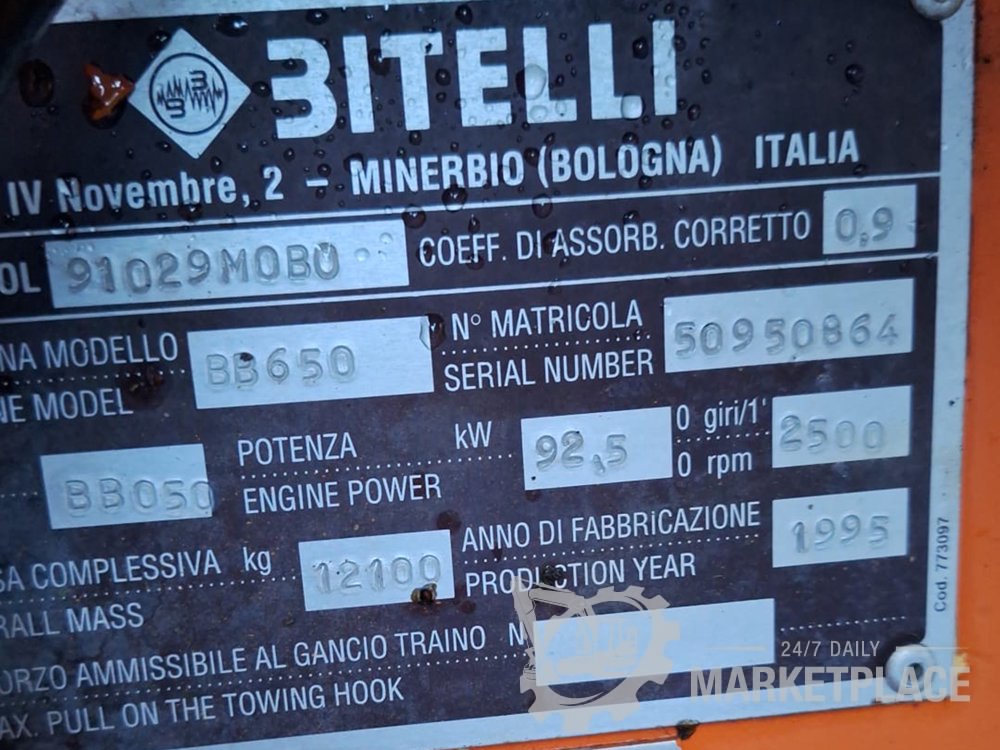 BITELLI
IV Novembre, 2 - MINERBIO (BOLOGNA) ITALIA
OL 91029M0B0 COEFF. DI ASSORB. CORRETTO 0,9
NA MODELLO BB650 N° MATRICOLA 50950864
NE MODEL SERIAL NUMBER
BB050 POTENZA kW 92,5 0 giri/1' 2500
ENGINE POWER 0 rpm
SA COMPLESSIVA kg 12100 ANNO DI FABBRICAZIONE 1995
RALL MASS PRODUCTION YEAR
ORZO AMMISSIBILE AL GANCIO TRAINO N
AX. PULL ON THE TOWING HOOK
Cod. 773097
24/7 DAILY
MARKETPLACE